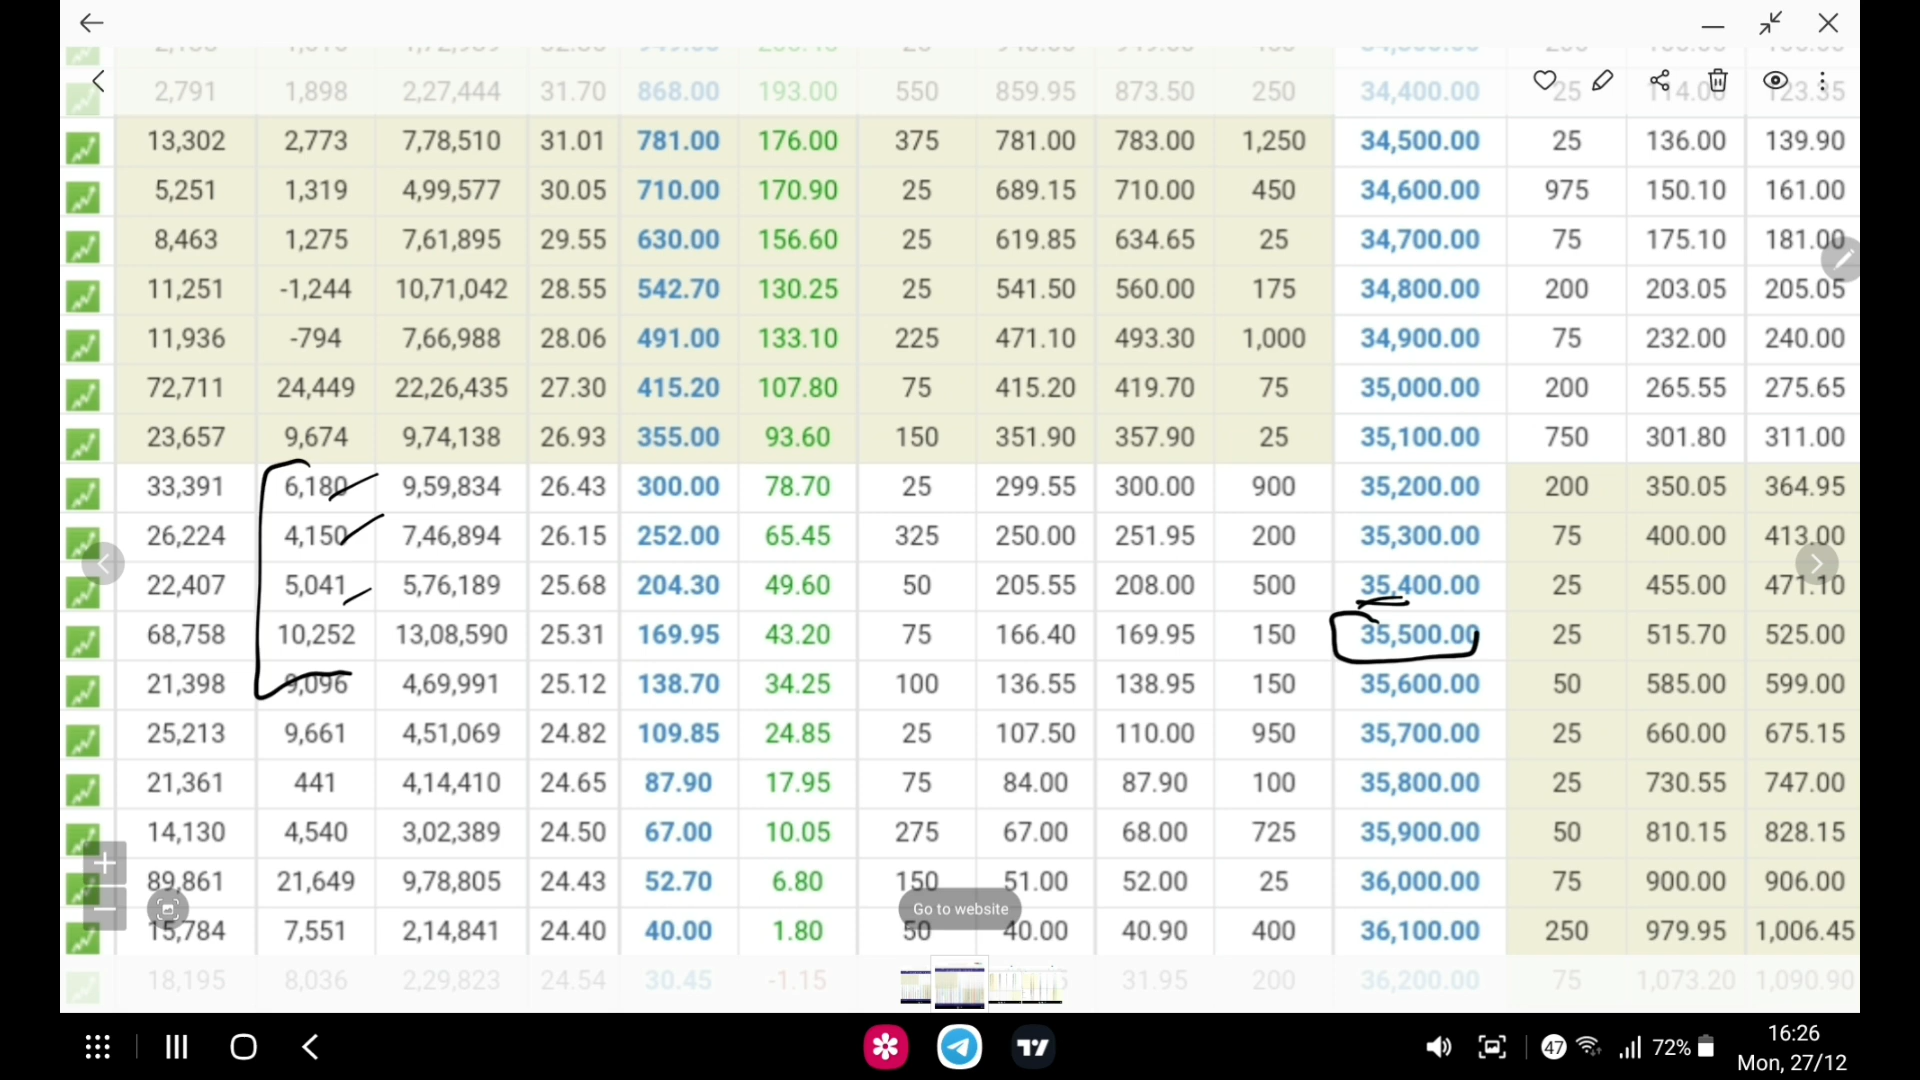 2,791 1,898 2,27,444 31.70 868.00 193.00 550 859.95 873.50 250 34,400.00 25 114.00 123.35
13,302 2,773 7,78,510 31.01 781.00 176.00 375 781.00 783.00 1,250 34,500.00 25 136.00 139.90
5,251 1,319 4,99,577 30.05 710.00 170.90 25 689.15 710.00 450 34,600.00 975 150.10 161.00
8,463 1,275 7,61,895 29.55 630.00 156.60 25 619.85 634.65 25 34,700.00 75 175.10 181.00
11,251 -1,244 10,71,042 28.55 542.70 130.25 25 541.50 560.00 175 34,800.00 200 203.05 205.05
11,936 -794 7,66,988 28.06 491.00 133.10 225 471.10 493.30 1,000 34,900.00 75 232.00 240.00
72,711 24,449 22,26,435 27.30 415.20 107.80 75 415.20 419.70 75 35,000.00 200 265.55 275.65
23,657 9,674 9,74,138 26.93 355.00 93.60 150 351.90 357.90 25 35,100.00 750 301.80 311.00
33,391 6,180 9,59,834 26.43 300.00 78.70 25 299.55 300.00 900 35,200.00 200 350.05 364.95
26,224 4,150 7,46,894 26.15 252.00 65.45 325 250.00 251.95 200 35,300.00 75 400.00 413.00
22,407 5,041 5,76,189 25.68 204.30 49.60 50 205.55 208.00 500 35,400.00 25 455.00 471.10
68,758 10,252 13,08,590 25.31 169.95 43.20 75 166.40 169.95 150 35,500.00 25 515.70 525.00
21,398 9,096 4,69,991 25.12 138.70 34.25 100 136.55 138.95 150 35,600.00 50 585.00 599.00
25,213 9,661 4,51,069 24.82 109.85 24.85 25 107.50 110.00 950 35,700.00 25 660.00 675.15
21,361 441 4,14,410 24.65 87.90 17.95 75 84.00 87.90 100 35,800.00 25 730.55 747.00
14,130 4,540 3,02,389 24.50 67.00 10.05 275 67.00 68.00 725 35,900.00 50 810.15 828.15
89,861 21,649 9,78,805 24.43 52.70 6.80 150 51.00 52.00 25 36,000.00 75 900.00 906.00
Go to website
15,784 7,551 2,14,841 24.40 40.00 1.80 50 40.00 40.90 400 36,100.00 250 979.95 1,006.45
18,195 8,036 2,29,823 24.54 30.45 -1.15 31.95 200 36,200.00 75 1,073.20 1,090.90
47 72% 16:26
Mon, 27/12